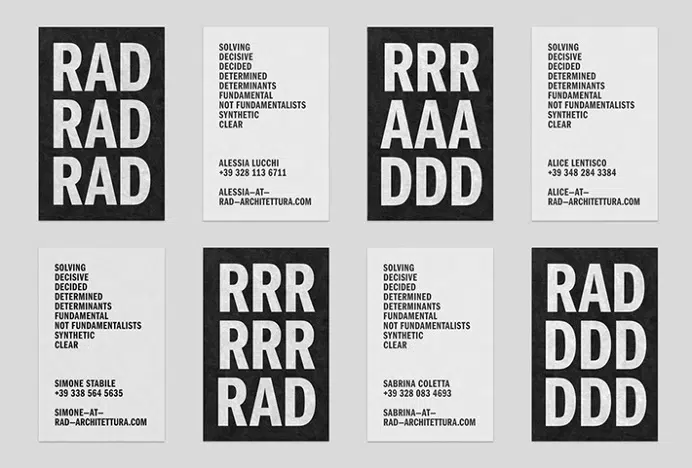 RAD
RAD
RAD
SOLVING
DECISIVE
DECIDED
DETERMINED
DETERMINANTS
FUNDAMENTAL
NOT FUNDAMENTALISTS
SYNTHETIC
CLEAR
ALESSIA LUCCHI
+39 328 113 6711
ALESSIA—AT—
RAD—ARCHITETTURA.COM
RRR
AAA
DDD
SOLVING
DECISIVE
DECIDED
DETERMINED
DETERMINANTS
FUNDAMENTAL
NOT FUNDAMENTALISTS
SYNTHETIC
CLEAR
ALICE LENTISCO
+39 348 284 3384
ALICE—AT—
RAD—ARCHITETTURA.COM
SOLVING
DECISIVE
DECIDED
DETERMINED
DETERMINANTS
FUNDAMENTAL
NOT FUNDAMENTALISTS
SYNTHETIC
CLEAR
SIMONE STABILE
+39 338 564 5635
SIMONE—AT—
RAD—ARCHITETTURA.COM
RRR
RRR
RAD
SOLVING
DECISIVE
DECIDED
DETERMINED
DETERMINANTS
FUNDAMENTAL
NOT FUNDAMENTALISTS
SYNTHETIC
CLEAR
SABRINA COLETTA
+39 328 083 4693
SABRINA—AT—
RAD—ARCHITETTURA.COM
RAD
DDD
DDD